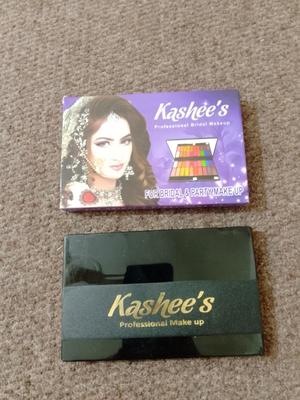 Kashee's
Professional Bridal Makeup
FOR BRIDAL & PARTY MAKE UP
Kashee's
Professional Make up